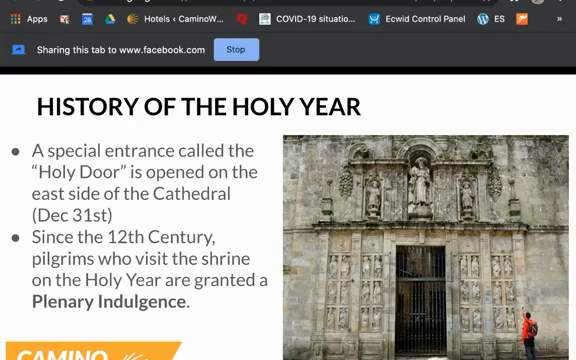 Apps
28
Hotels ‹ CaminoW...
COVID-19 situatio...
Ecwid Control Panel
ES
»
Sharing this tab to www.facebook.com
Stop
HISTORY OF THE HOLY YEAR
● A special entrance called the
“Holy Door” is opened on the
east side of the Cathedral
(Dec 31st)
● Since the 12th Century,
pilgrims who visit the shrine
on the Holy Year are granted a
Plenary Indulgence.
CAMINO